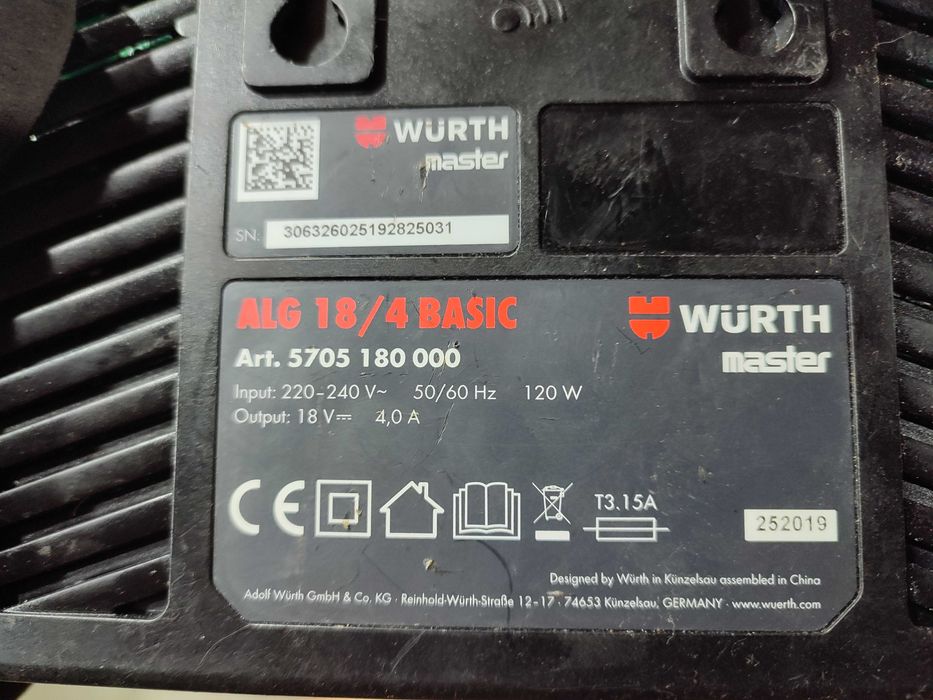 WÜRTH
master
SN: 306326025192825031
ALG 18/4 BASIC
WÜRTH
master
Art. 5705 180 000
Input: 220-240 V~ 50/60 Hz 120 W
Output: 18 V⎓ 4,0 A
CE
T3.15A
252019
Designed by Würth in Künzelsau assembled in China
Adolf Würth GmbH & Co. KG · Reinhold-Würth-Straße 12-17 · 74653 Künzelsau, GERMANY · www.wuerth.com